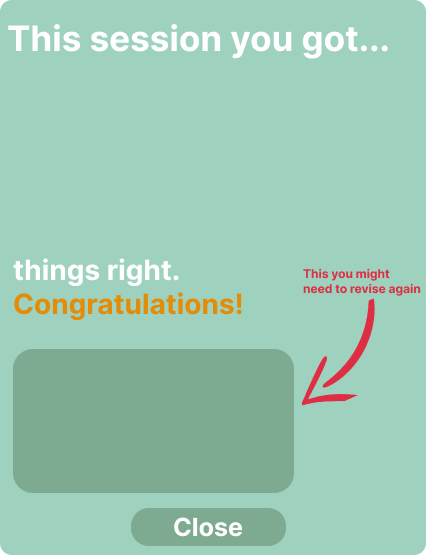 This session you got...
things right.
Congratulations!
This you might
need to revise again
Close